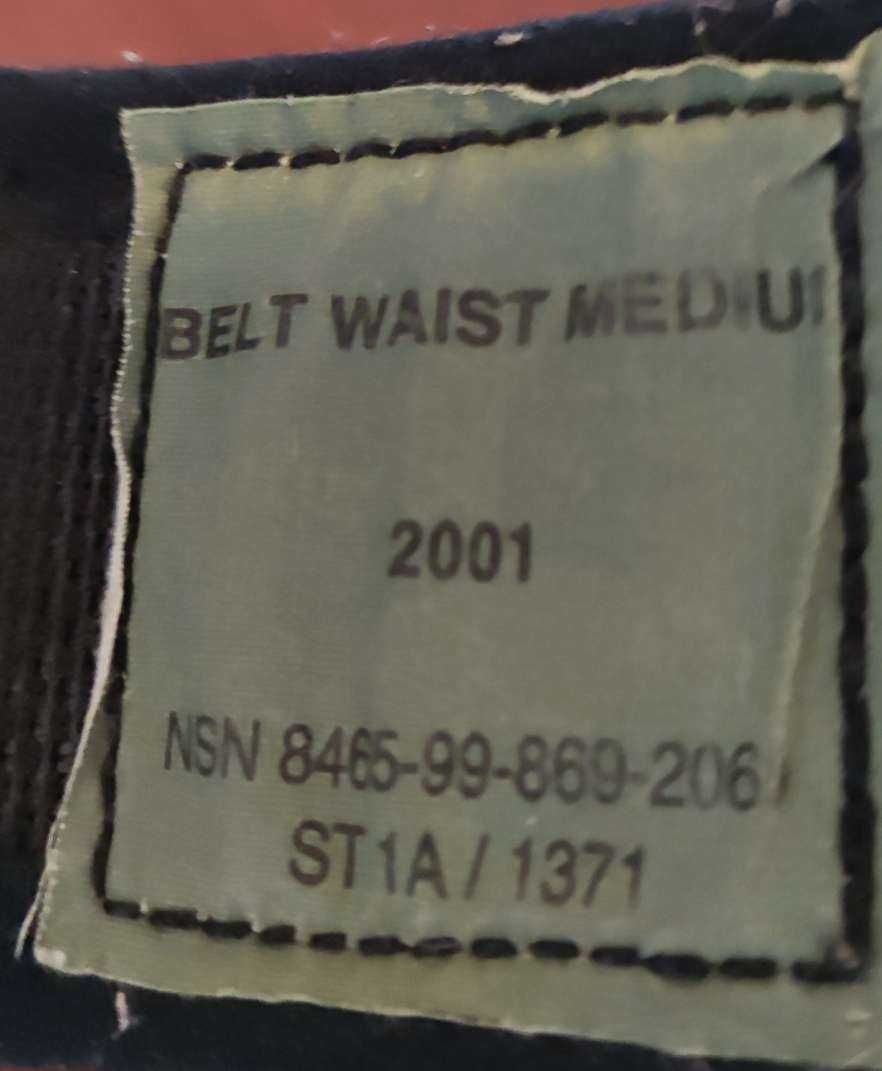 BELT WAIST MEDIU
2001
NSN 8465-99-869-206
ST1A / 1371